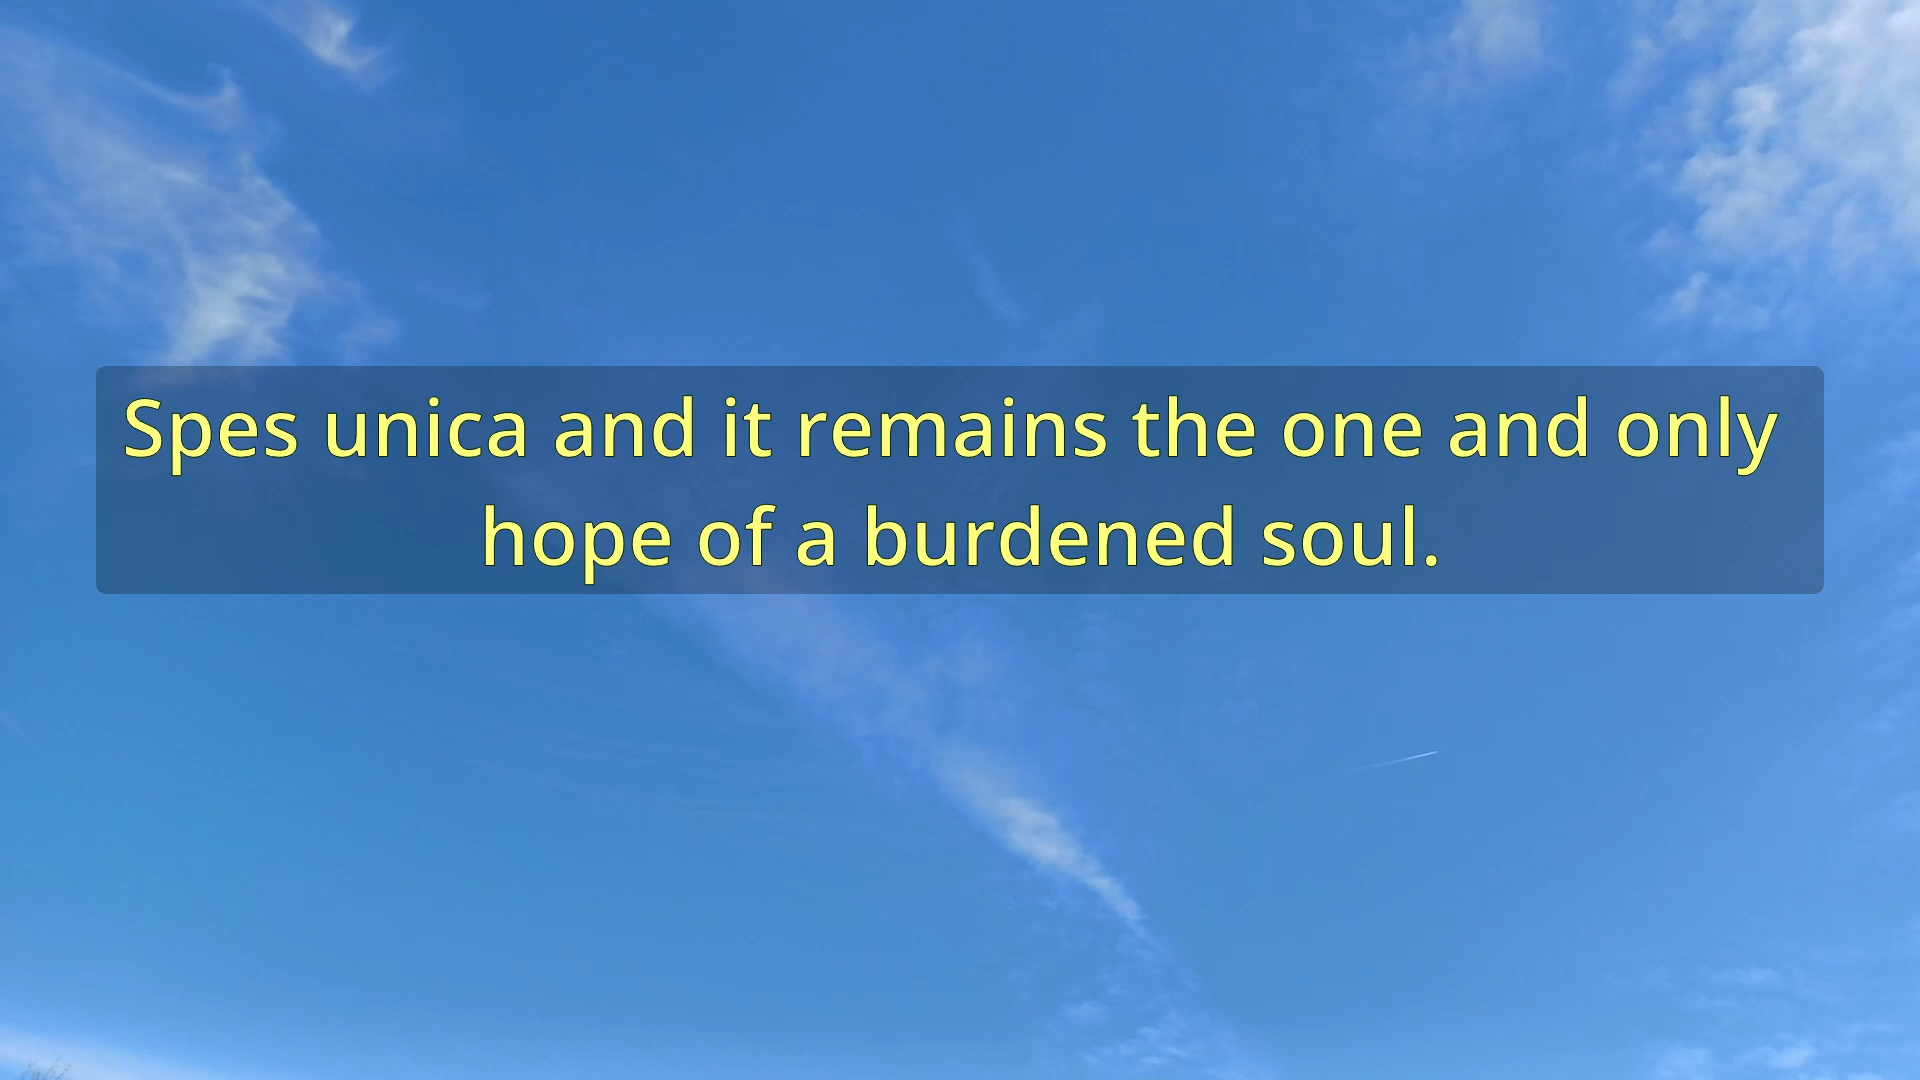 Spes unica and it remains the one and only
hope of a burdened soul.